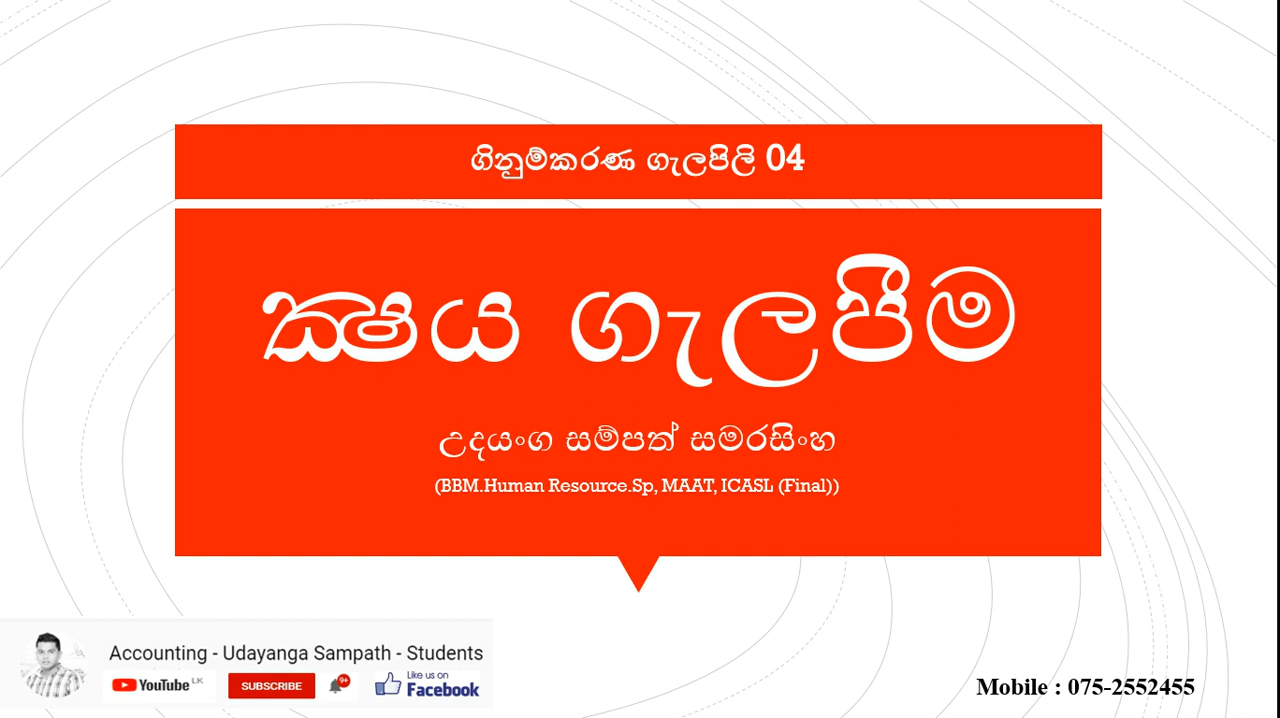 ගිනුම්කරණ ගැලපිලි 04
ක්‍ෂය ගැලපීම
උදයංග සම්පත් සමරසිංහ
(BBM.Human Resource.Sp, MAAT, ICASL (Final))
Accounting - Udayanga Sampath - Students
YouTube LK
SUBSCRIBE
9+
Like us on
Facebook
Mobile : 075-2552455